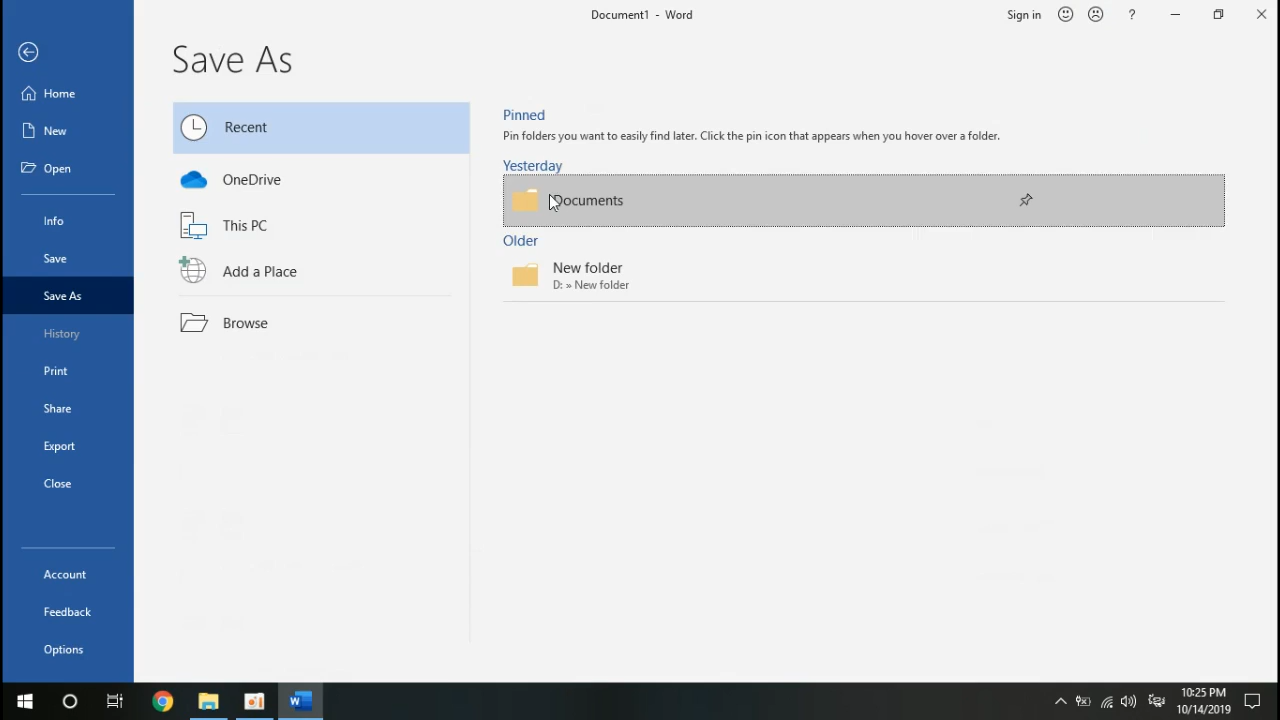 Document1 - Word
Sign in
?
Save As
Home
New
Open
Info
Save
Save As
History
Print
Share
Export
Close
Account
Feedback
Options
Recent
OneDrive
This PC
Add a Place
Browse
Pinned
Pin folders you want to easily find later. Click the pin icon that appears when you hover over a folder.
Yesterday
Documents
Older
New folder
D: » New folder
W
10:25 PM
10/14/2019